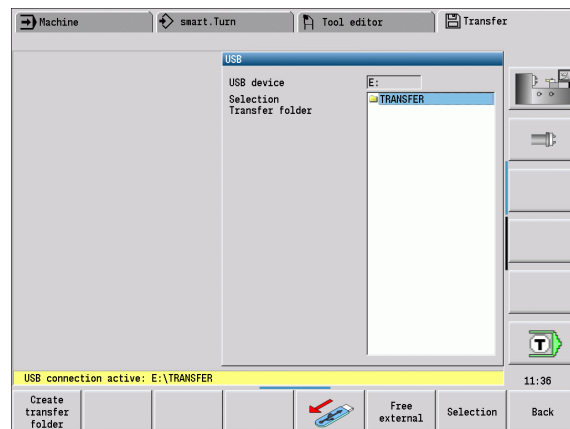 Machine
smart.Turn
Tool editor
Transfer
USB
USB device
E:
Selection
Transfer folder
TRANSFER
T
USB connection active: E:\TRANSFER
11:36
Create
transfer
folder
Free
external
Selection
Back